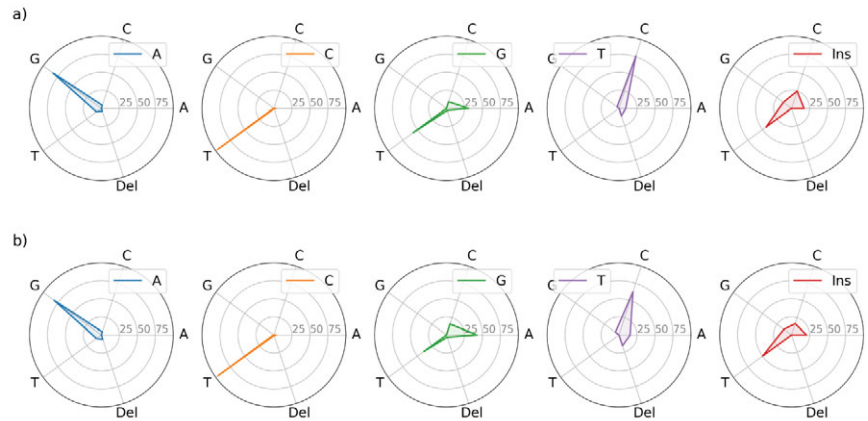 a)
C C C C C
G A G C G G G T G Ins
25 50 75 A 25 50 75 A 25 50 75 A 25 50 75 A 25 50 75 A
T T T T T
Del Del Del Del Del
b)
C C C C C
G A G C G G G T G Ins
25 50 75 A 25 50 75 A 25 50 75 A 25 50 75 A 25 50 75 A
T T T T T
Del Del Del Del Del